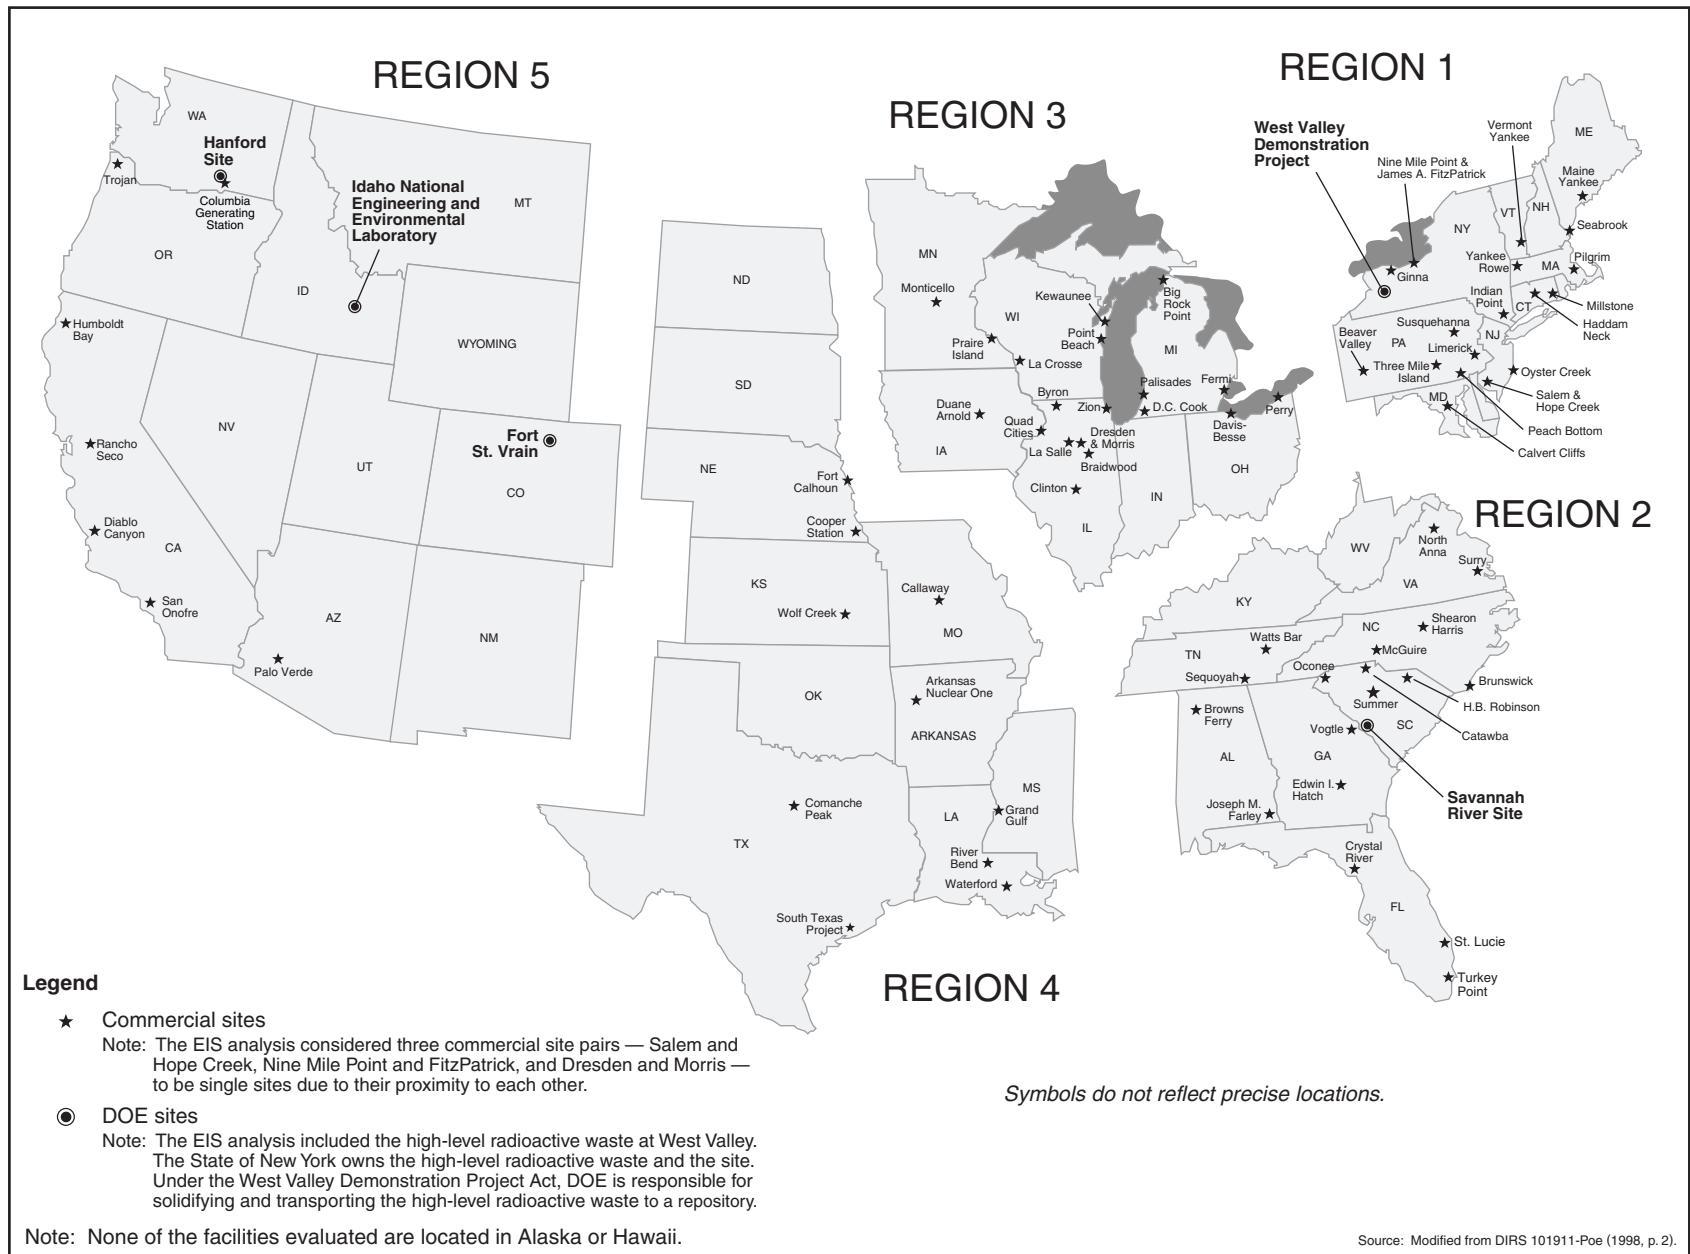 REGION 5
WA
Hanford
Site
Trojan
Columbia
Generating
Station
Idaho National
Engineering and
Environmental
Laboratory
MT
OR
ID
Humboldt
Bay
WYOMING
NV
Rancho
Seco
Fort
St. Vrain
UT
CO
Diablo
Canyon
CA
San
Onofre
AZ
NM
Palo Verde
REGION 3
MN
Monticello
Kewaunee
Big
Rock
Point
WI
Point
Beach
Praire
Island
MI
La Crosse
Palisades
Fermi
Byron
Duane
Arnold
Zion
D.C. Cook
Perry
Quad
Cities
Dresden
& Morris
Davis-
Besse
IA
La Salle
Braidwood
OH
Clinton
IN
IL
REGION 1
West Valley
Demonstration
Project
Vermont
Yankee
ME
Nine Mile Point &
James A. FitzPatrick
Maine
Yankee
VT
NH
NY
Seabrook
Yankee
Rowe
MA
Pilgrim
Ginna
Indian
Point
CT
Millstone
Haddam
Neck
Susquehanna
Beaver
Valley
PA
NJ
Limerick
Three Mile
Island
Oyster Creek
MD
Salem &
Hope Creek
Peach Bottom
Calvert Cliffs
REGION 2
North
Anna
WV
Surry
VA
KY
Shearon
Harris
NC
Watts Bar
McGuire
TN
Oconee
Sequoyah
Brunswick
Summer
H.B. Robinson
Browns
Ferry
Vogtle
SC
Catawba
AL
GA
Edwin I.
Hatch
Savannah
River Site
Joseph M.
Farley
Crystal
River
FL
St. Lucie
Turkey
Point
ND
SD
NE
Fort
Calhoun
Cooper
Station
KS
Wolf Creek
Callaway
MO
OK
Arkansas
Nuclear One
ARKANSAS
MS
Comanche
Peak
LA
Grand
Gulf
TX
River
Bend
Waterford
South Texas
Project
REGION 4
Legend
Commercial sites
Note: The EIS analysis considered three commercial site pairs — Salem and
Hope Creek, Nine Mile Point and FitzPatrick, and Dresden and Morris —
to be single sites due to their proximity to each other.
DOE sites
Note: The EIS analysis included the high-level radioactive waste at West Valley.
The State of New York owns the high-level radioactive waste and the site.
Under the West Valley Demonstration Project Act, DOE is responsible for
solidifying and transporting the high-level radioactive waste to a repository.
Symbols do not reflect precise locations.
Note: None of the facilities evaluated are located in Alaska or Hawaii.
Source: Modified from DIRS 101911-Poe (1998, p. 2).